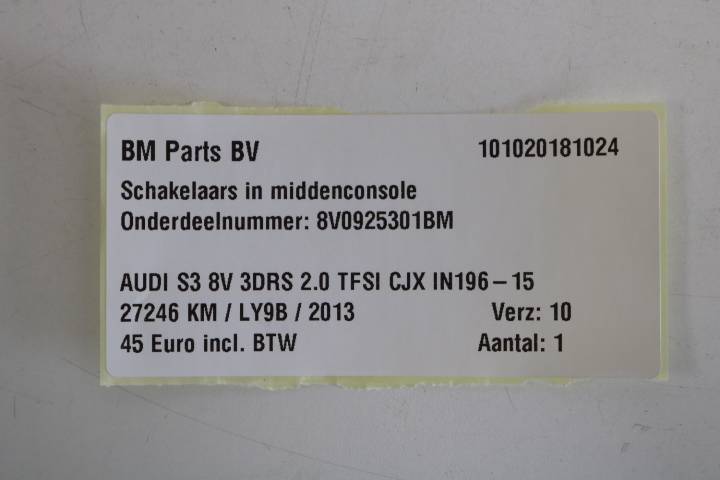 BM Parts BV 101020181024
Schakelaars in middenconsole
Onderdeelnummer: 8V0925301BM
AUDI S3 8V 3DRS 2.0 TFSI CJX IN196-15
27246 KM / LY9B / 2013 Verz: 10
45 Euro incl. BTW Aantal: 1